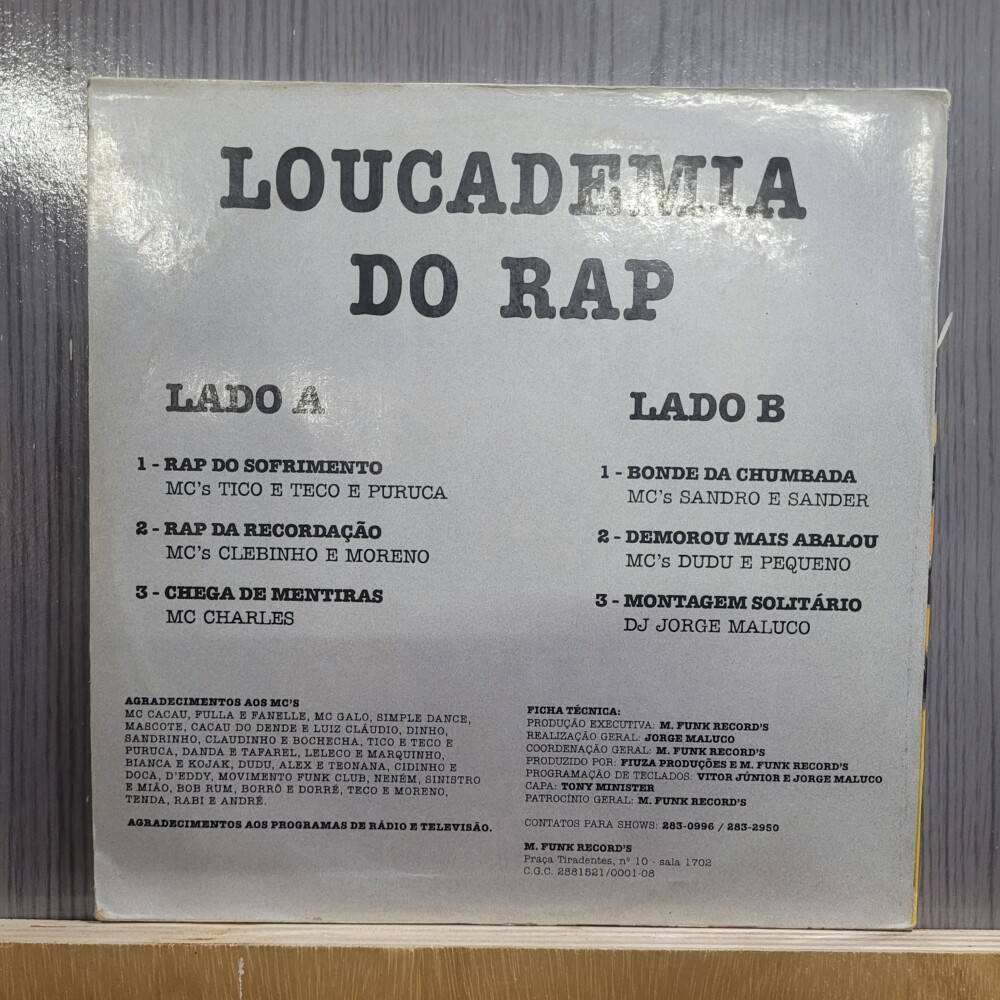 LOUCADEMIA
DO RAP
LADO A
1 - RAP DO SOFRIMENTO
MC's TICO E TECO E PURUCA
2 - RAP DA RECORDAÇÃO
MC's CLEBINHO E MORENO
3 - CHEGA DE MENTIRAS
MC CHARLES
LADO B
1 - BONDE DA CHUMBADA
MC's SANDRO E SANDER
2 - DEMOROU MAIS ABALOU
MC's DUDU E PEQUENO
3 - MONTAGEM SOLITÁRIO
DJ JORGE MALUCO
AGRADECIMENTOS AOS MC'S
MC CACAU, FULLA E FANELLE, MC GALO, SIMPLE DANCE,
MASCOTE, CACAU DO DENDE E LUIZ CLÁUDIO, DINHO,
SANDRINHO, CLAUDINHO E BOCHECHA, TICO E TECO E
PURUCA, DANDA E TAFAREL, LELECO E MARQUINHO,
BIANCA E KOJAK, DUDU, ALEX E TEONANA, CIDINHO E
DOCA, D'EDDY, MOVIMENTO FUNK CLUB, NENÉM, SINISTRO
E MIÃO, BOB RUM, BORRÔ E DORRÉ, TECO E MORENO,
TENDA, RABI E ANDRÉ.
AGRADECIMENTOS AOS PROGRAMAS DE RÁDIO E TELEVISÃO.
FICHA TÉCNICA:
PRODUÇÃO EXECUTIVA: M. FUNK RECORD'S
REALIZAÇÃO GERAL: JORGE MALUCO
COORDENAÇÃO GERAL: M. FUNK RECORD'S
PRODUZIDO POR: FIUZA PRODUÇÕES E M. FUNK RECORD'S
PROGRAMAÇÃO DE TECLADOS: VITOR JÚNIOR E JORGE MALUCO
CAPA: TONY MINISTER
PATROCÍNIO GERAL: M. FUNK RECORD'S
CONTATOS PARA SHOWS: 283-0996 / 283-2950
M. FUNK RECORD'S
Praça Tiradentes, nº 10 - sala 1702
C.G.C. 2881521/0001-08